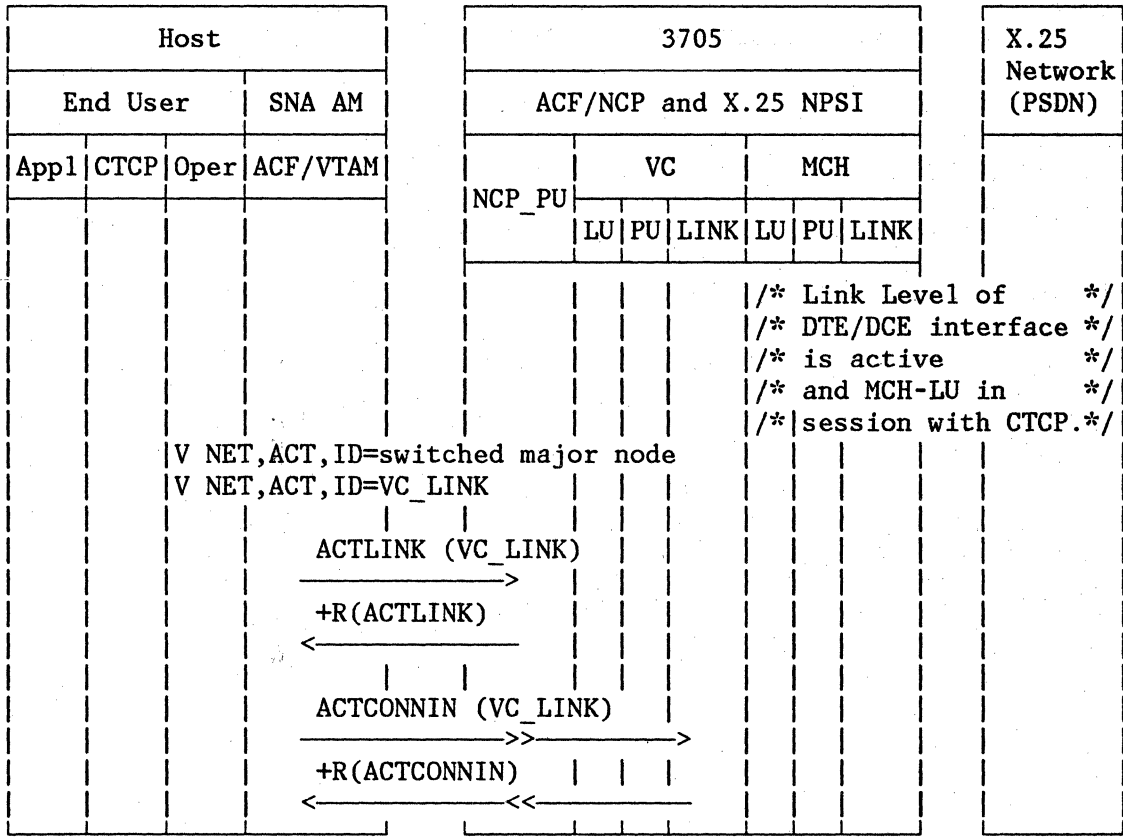 Host 3705 X.25
Network
End User SNA AM ACF/NCP and X.25 NPSI (PSDN)
Appl CTCP Oper ACF/VTAM VC MCH
NCP_PU
LU PU LINK LU PU LINK
/* Link Level of */
/* DTE/DCE interface */
/* is active */
/* and MCH-LU in */
/* session with CTCP.*/
V NET,ACT,ID=switched major node
V NET,ACT,ID=VC_LINK
ACTLINK (VC_LINK)
+R(ACTLINK)
ACTCONNIN (VC_LINK)
+R(ACTCONNIN)